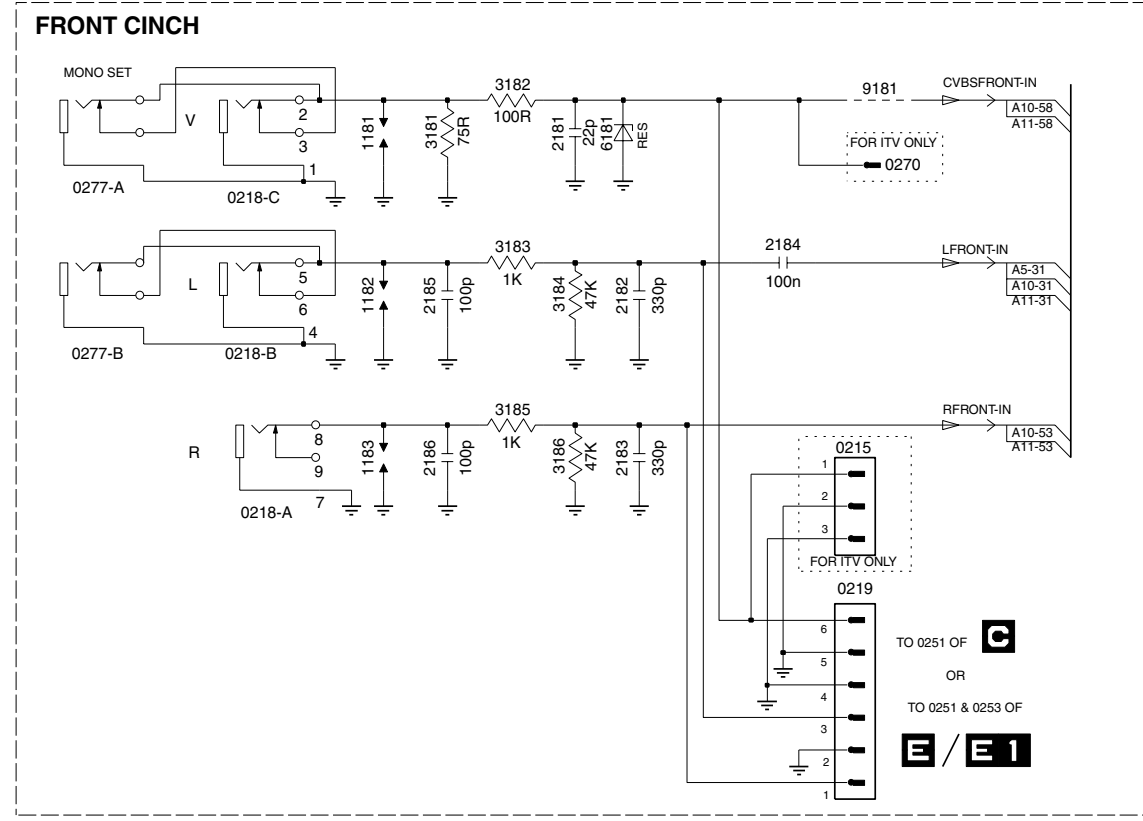 FRONT CINCH
MONO SET
V
0277-A
0218-C
2
3
1
1181
3181
75R
3182
100R
2181
22p
6181
RES
9181
CVBSFRONT-IN
A10-58
A11-58
FOR ITV ONLY
0270
L
0277-B
0218-B
5
6
4
1182
2185
100p
3183
1K
3184
47K
2182
330p
2184
100n
LFRONT-IN
A5-31
A10-31
A11-31
R
0218-A
8
9
7
1183
2186
100p
3185
1K
3186
47K
2183
330p
RFRONT-IN
A10-53
A11-53
0215
1
2
3
FOR ITV ONLY
0219
6
5
4
3
2
1
TO 0251 OF C
OR
TO 0251 & 0253 OF
E / E 1